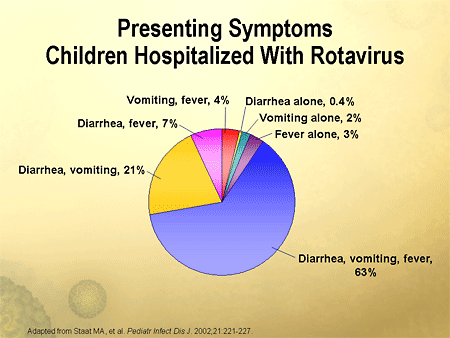 Presenting Symptoms
Children Hospitalized With Rotavirus
Vomiting, fever, 4%
Diarrhea alone, 0.4%
Vomiting alone, 2%
Diarrhea, fever, 7%
Fever alone, 3%
Diarrhea, vomiting, 21%
Diarrhea, vomiting, fever,
63%
Adapted from Staat MA, et al. Pediatr Infect Dis J. 2002;21:221-227.